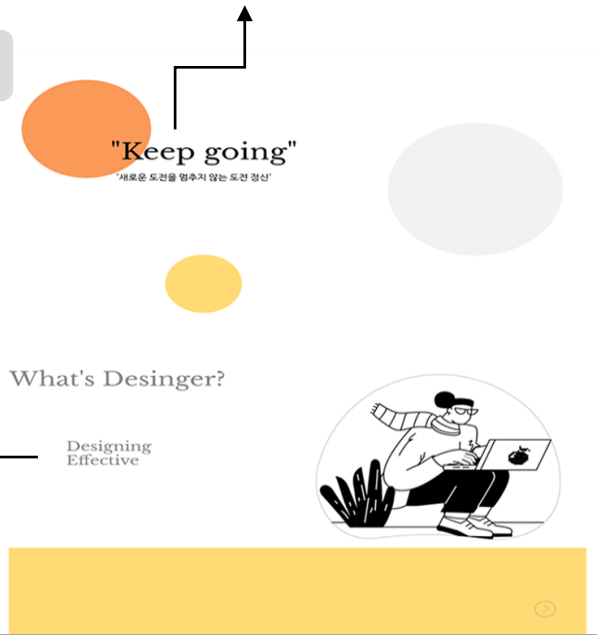 "Keep going"
'새로운 도전을 멈추지 않는 도전 정신'
What's Desinger?
Designing
Effective